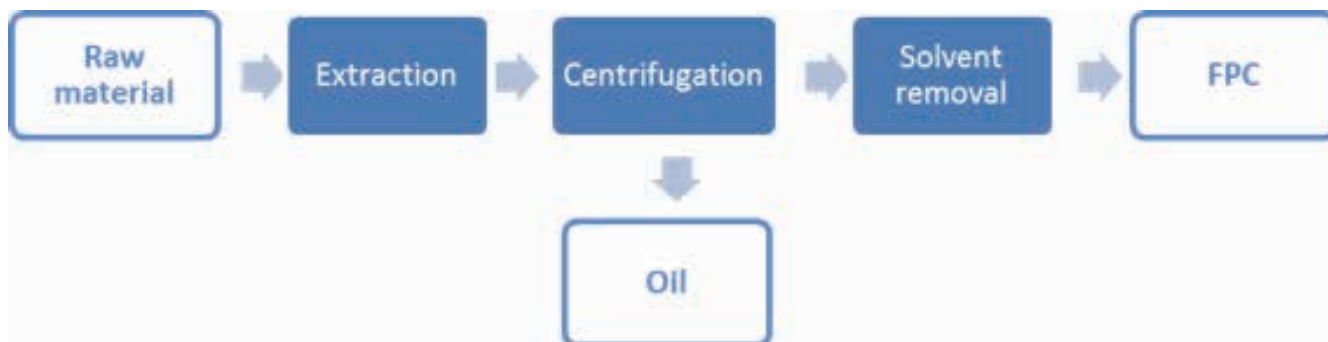 Raw
material
Extraction
Centrifugation
Solvent
removal
FPC
Oil